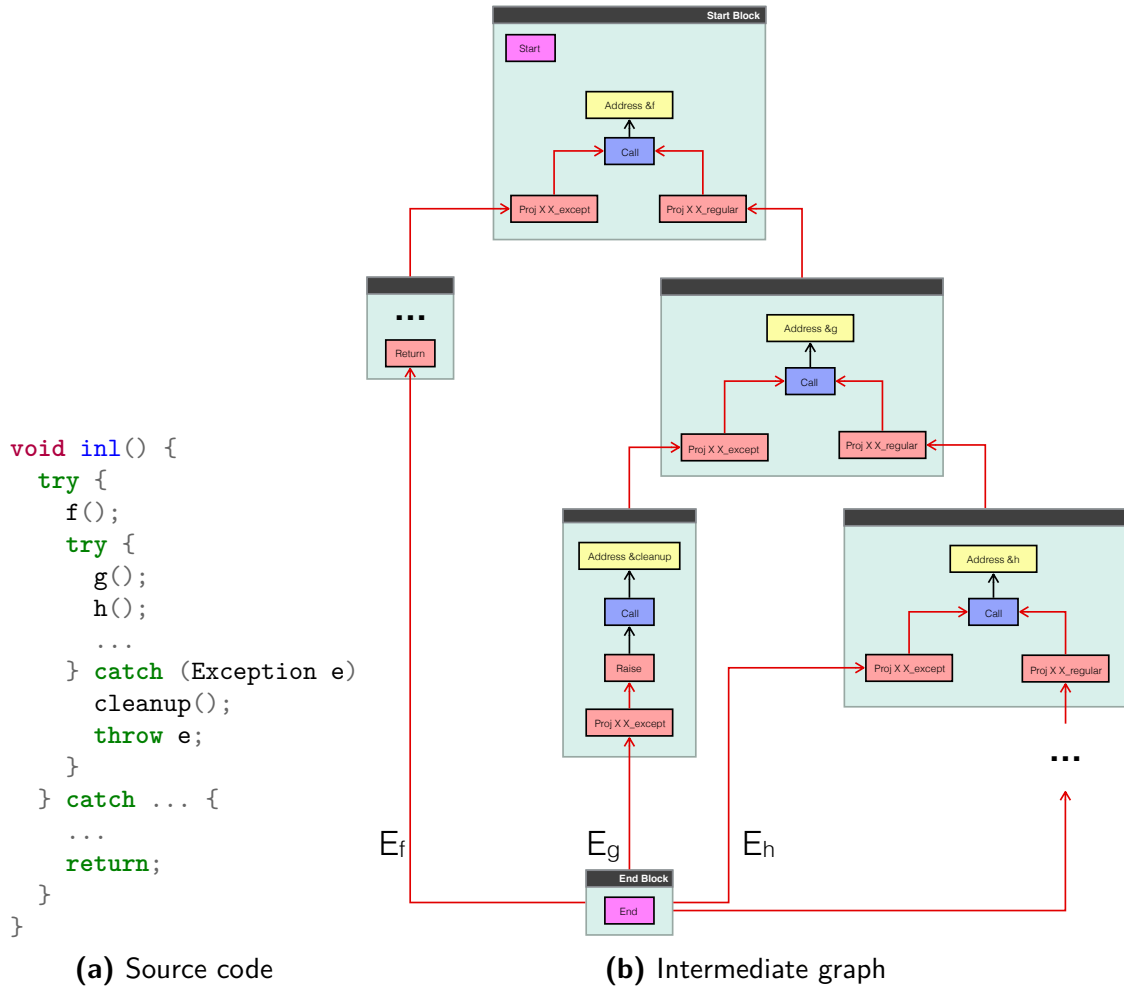 Start Block
Start
Address &f
Call
Proj X X_except
Proj X X_regular
...
Return
Address &g
Call
Proj X X_except
Proj X X_regular
Address &cleanup
Call
Raise
Proj X X_except
Address &h
Call
Proj X X_except
Proj X X_regular
...
void inl() {
try {
f();
try {
g();
h();
...
} catch (Exception e)
cleanup();
throw e;
}
} catch ... {
...
return;
}
}
Ef
Eg
Eh
End Block
End
(a) Source code
(b) Intermediate graph